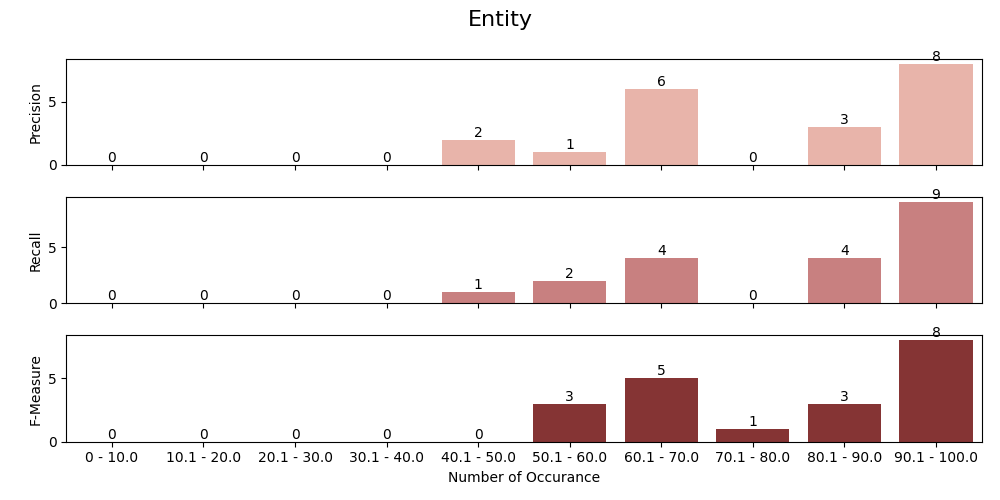 Entity
Precision
5
0
0 0 0 0 2 1 6 0 3 8
Recall
5
0
0 0 0 0 1 2 4 0 4 9
F-Measure
5
0
0 0 0 0 0 3 5 1 3 8
0 - 10.0 10.1 - 20.0 20.1 - 30.0 30.1 - 40.0 40.1 - 50.0 50.1 - 60.0 60.1 - 70.0 70.1 - 80.0 80.1 - 90.0 90.1 - 100.0
Number of Occurance